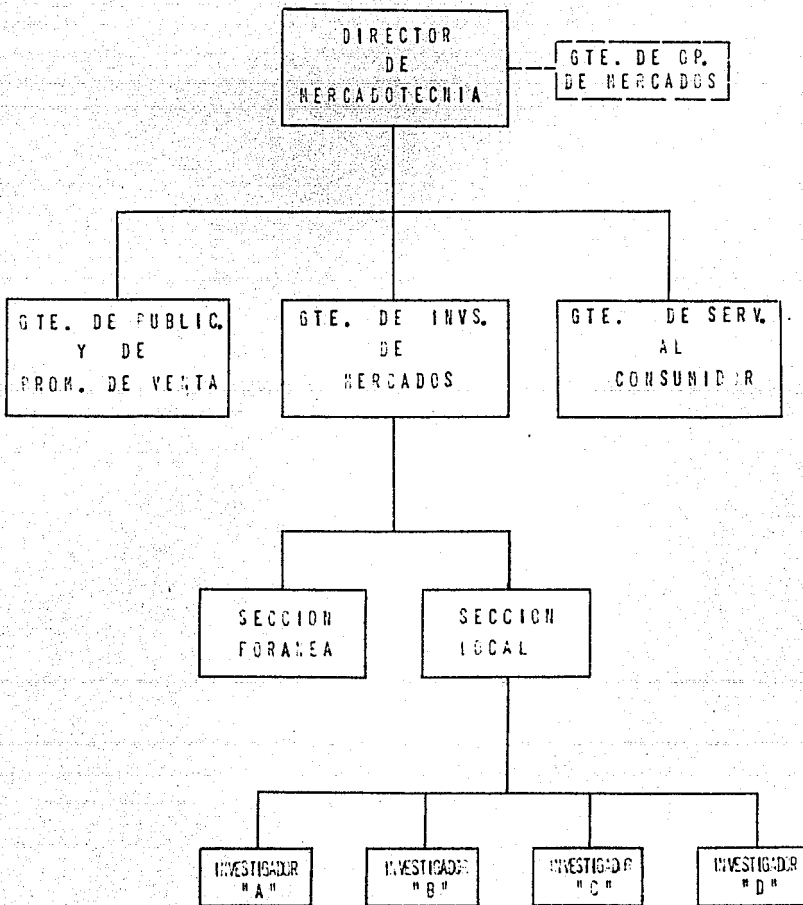 DIRECTOR
DE
MERCADOTECNIA
GTE. DE OP.
DE MERCADOS
GTE. DE PUBLIC.
Y DE
PROM. DE VENTA
GTE. DE INVS.
DE
MERCADOS
GTE. DE SERV.
AL
CONSUMIDOR
SECCION
FORANEA
SECCION
LOCAL
INVESTIGADOR
"A"
INVESTIGADOR
"B"
INVESTIGADOR
"C"
INVESTIGADOR
"D"